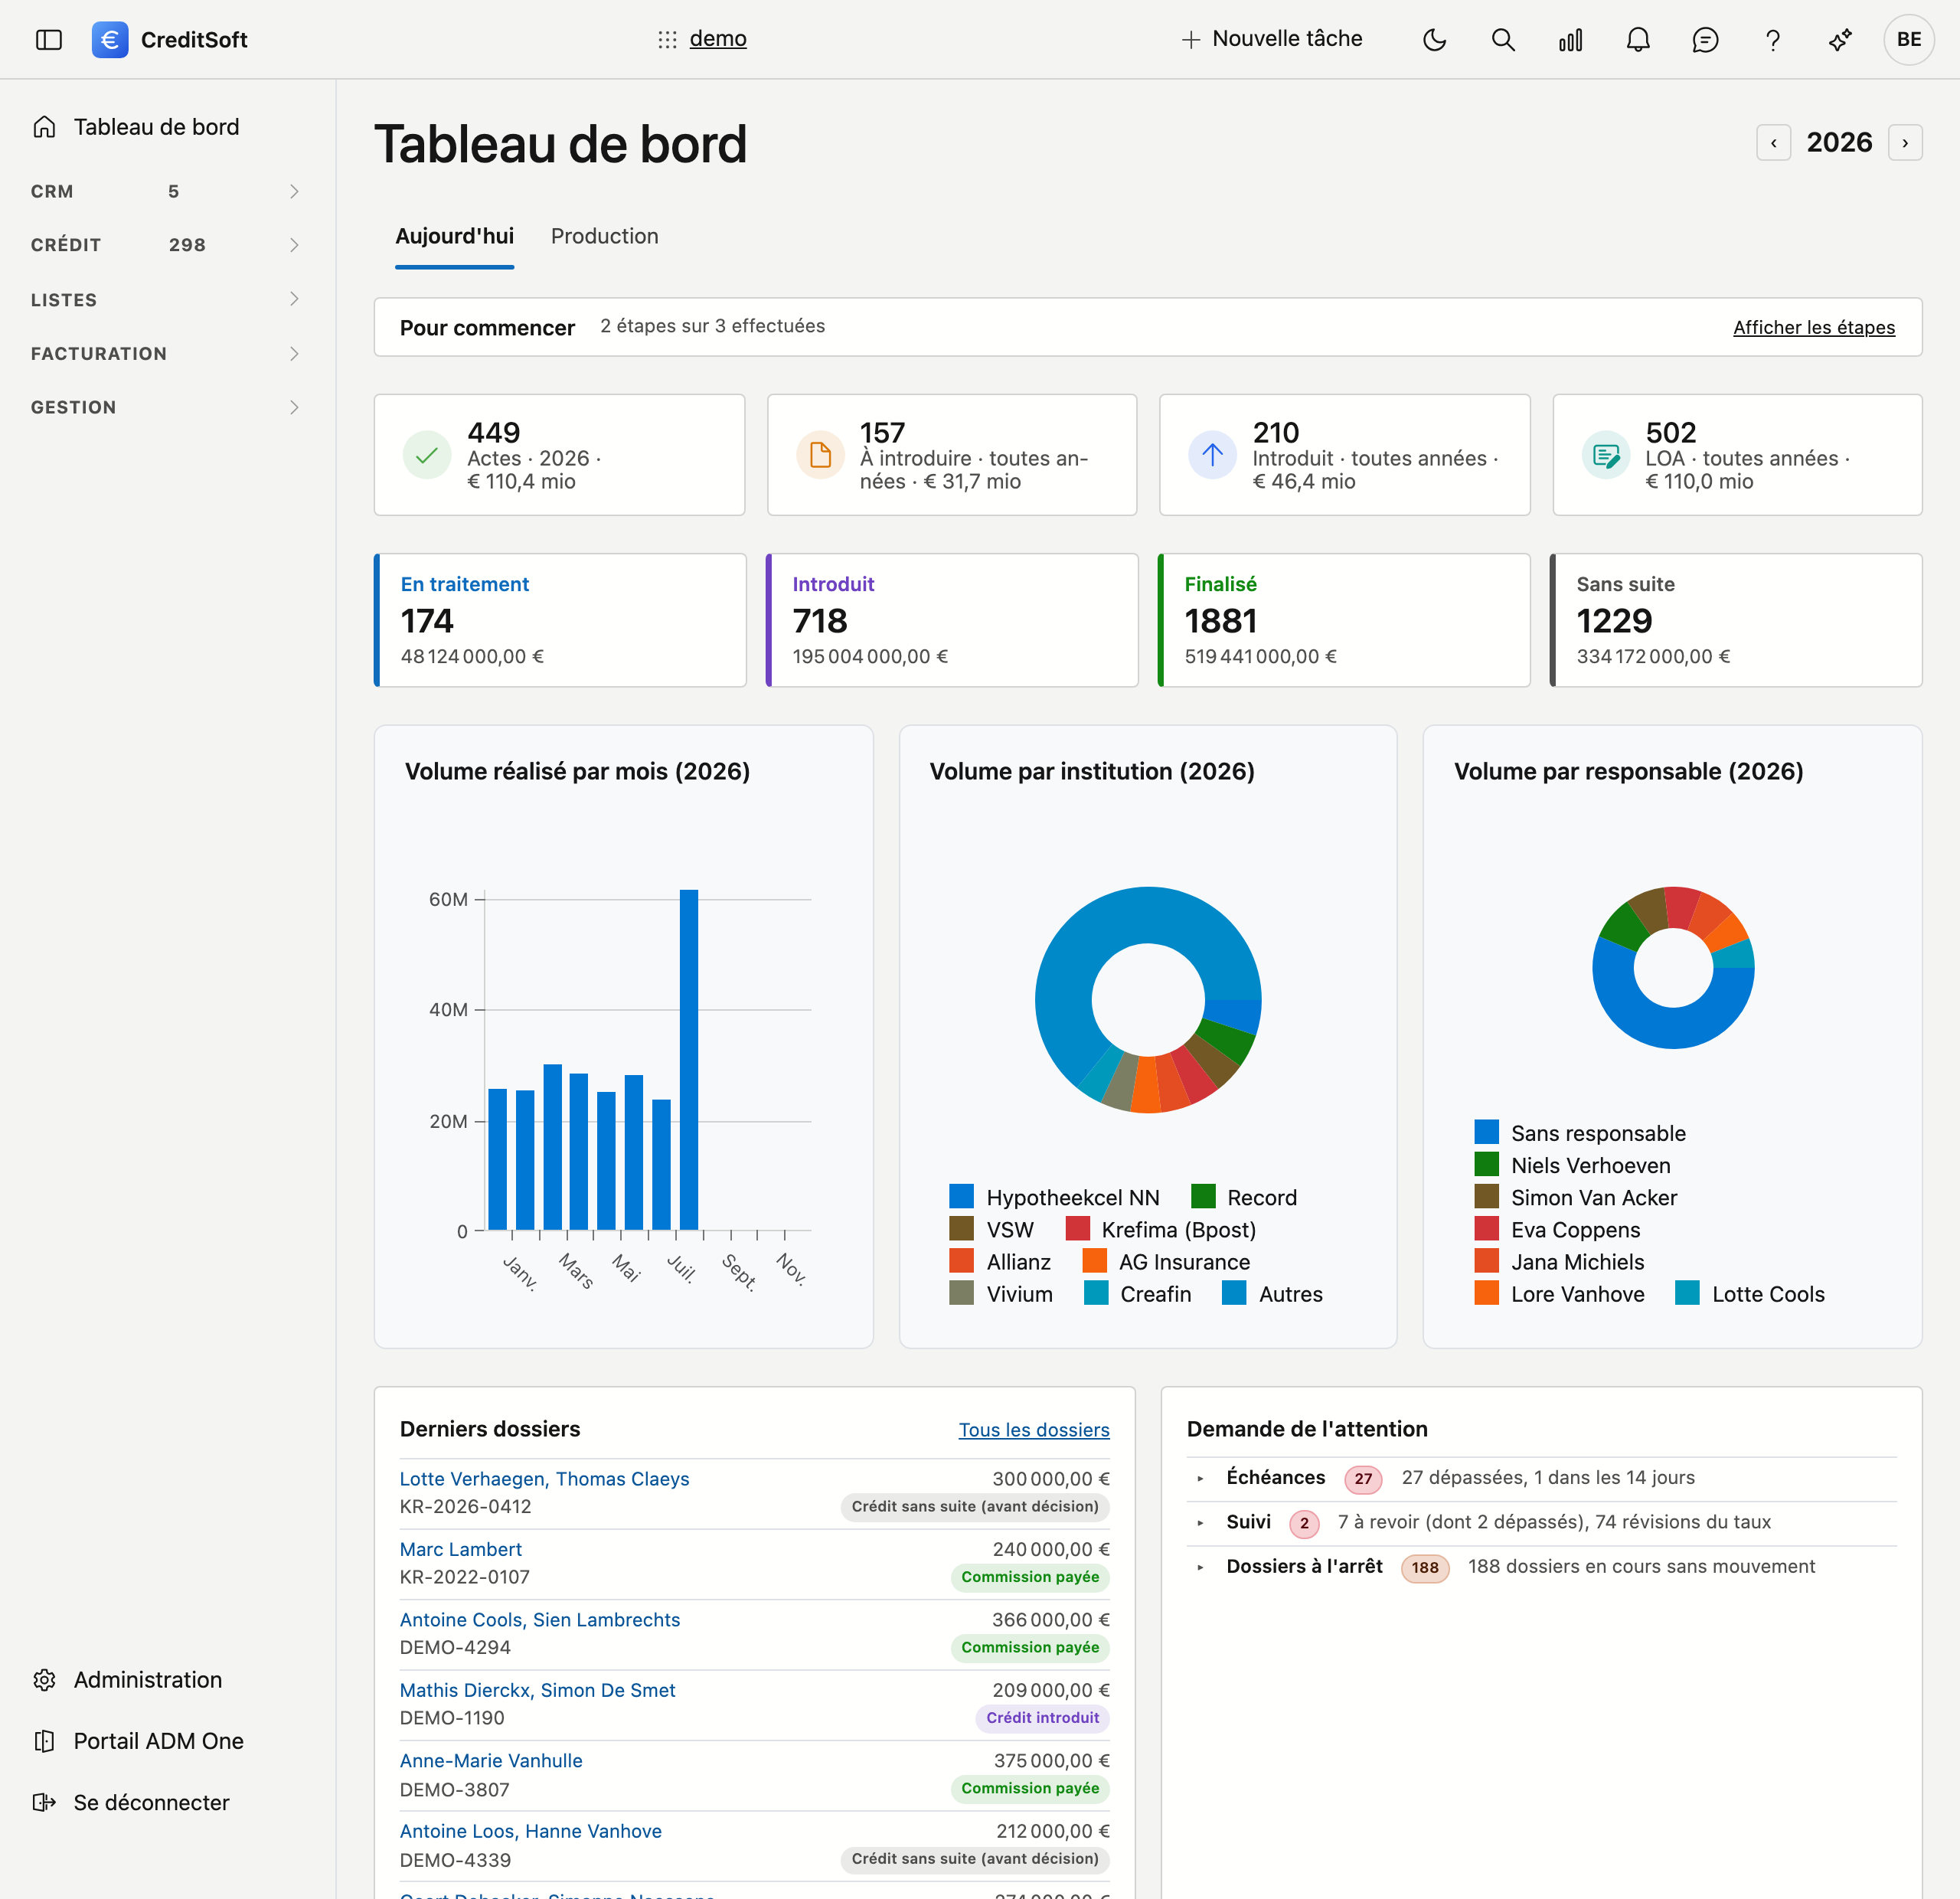 CreditSoft
demo
Nouvelle tâche
BE
Tableau de bord
CRM 5
CRÉDIT 298
LISTES
FACTURATION
GESTION
Administration
Portail ADM One
Se déconnecter
Tableau de bord
2026
Aujourd'hui
Production
Pour commencer 2 étapes sur 3 effectuées
Afficher les étapes
449
Actes · 2026 ·
€ 110,4 mio
157
À introduire · toutes an-
nées · € 31,7 mio
210
Introduit · toutes années ·
€ 46,4 mio
502
LOA · toutes années ·
€ 110,0 mio
En traitement
174
48 124 000,00 €
Introduit
718
195 004 000,00 €
Finalisé
1881
519 441 000,00 €
Sans suite
1229
334 172 000,00 €
Volume réalisé par mois (2026)
60M
40M
20M
0
Janv.
Mars
Mai
Juil.
Sept.
Nov.
Volume par institution (2026)
Hypotheekcel NN Record
VSW Krefima (Bpost)
Allianz AG Insurance
Vivium Creafin Autres
Volume par responsable (2026)
Sans responsable
Niels Verhoeven
Simon Van Acker
Eva Coppens
Jana Michiels
Lore Vanhove Lotte Cools
Derniers dossiers
Tous les dossiers
Lotte Verhaegen, Thomas Claeys 300 000,00 €
KR-2026-0412 Crédit sans suite (avant décision)
Marc Lambert 240 000,00 €
KR-2022-0107 Commission payée
Antoine Cools, Sien Lambrechts 366 000,00 €
DEMO-4294 Commission payée
Mathis Dierckx, Simon De Smet 209 000,00 €
DEMO-1190 Crédit introduit
Anne-Marie Vanhulle 375 000,00 €
DEMO-3807 Commission payée
Antoine Loos, Hanne Vanhove 212 000,00 €
DEMO-4339 Crédit sans suite (avant décision)
Demande de l'attention
Échéances 27 27 dépassées, 1 dans les 14 jours
Suivi 2 7 à revoir (dont 2 dépassés), 74 révisions du taux
Dossiers à l'arrêt 188 188 dossiers en cours sans mouvement